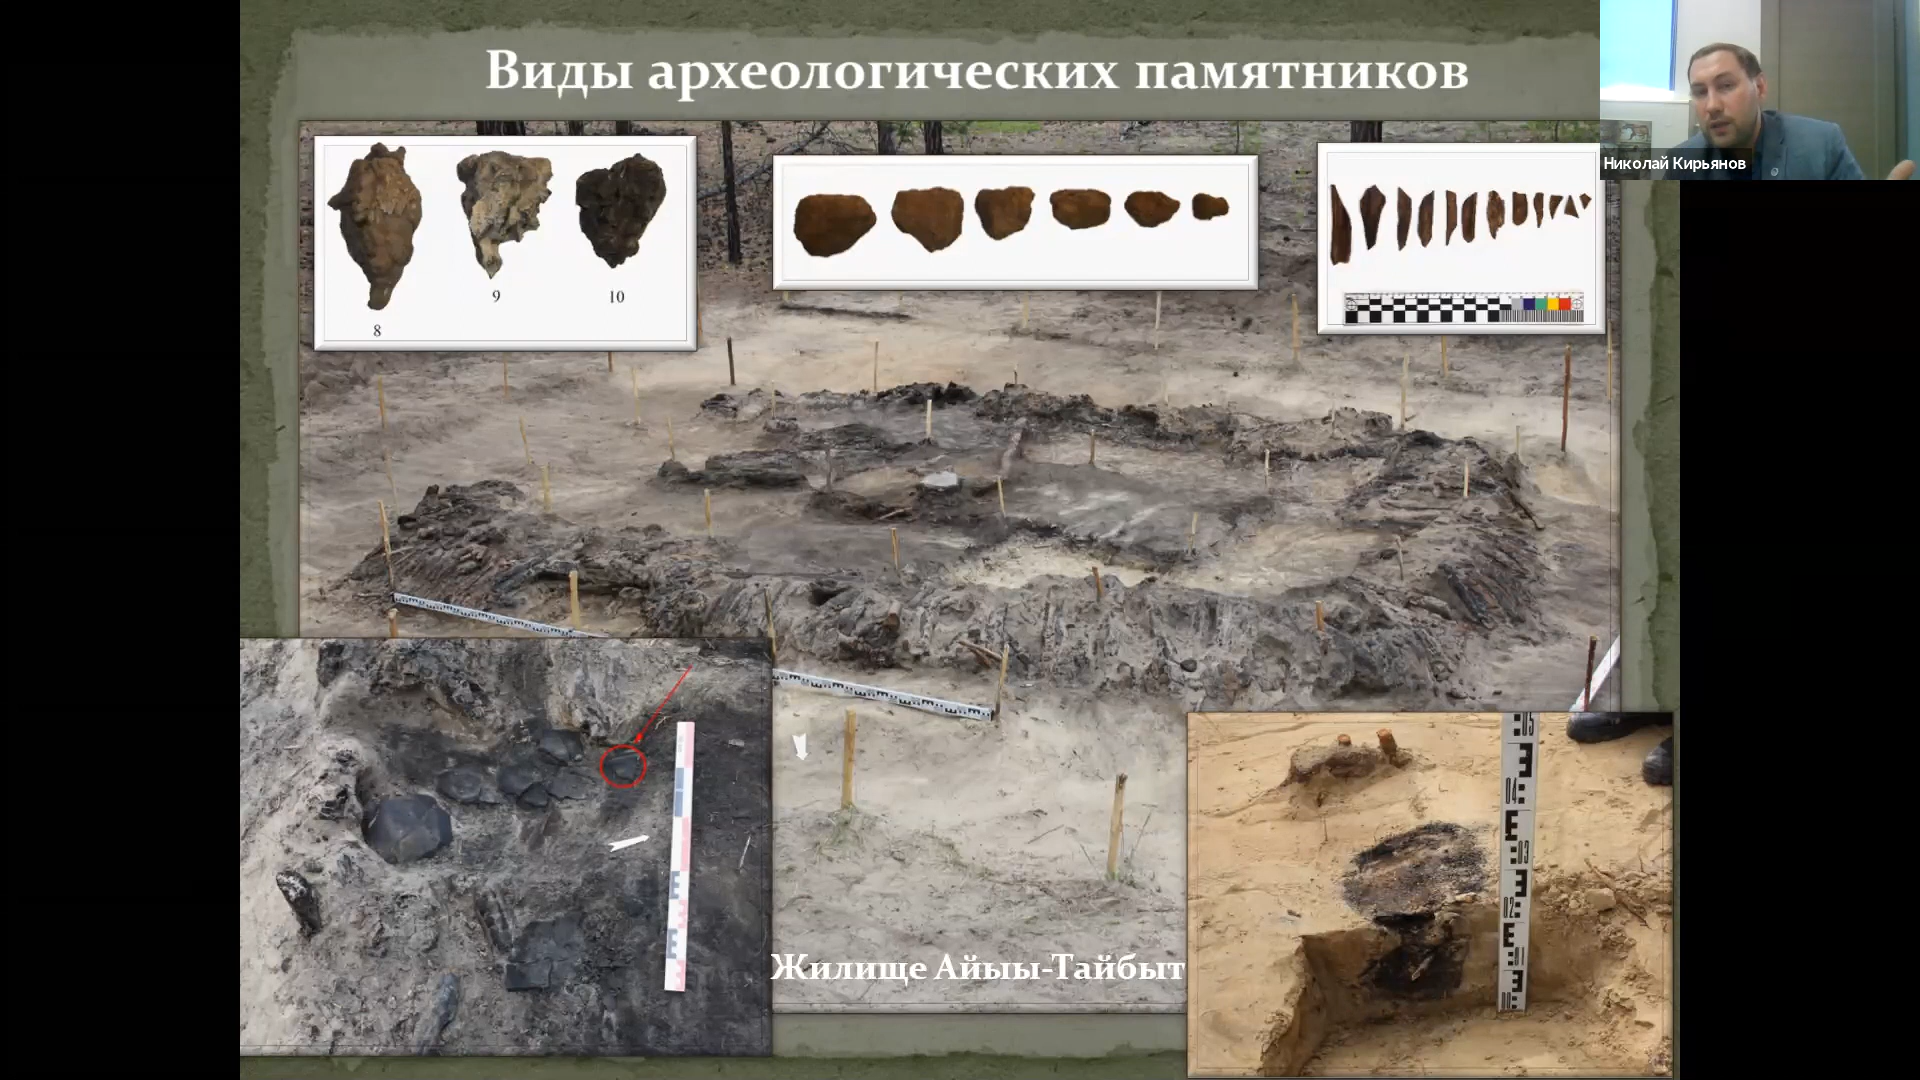 Виды археологических памятников
Николай Кирьянов
8
9
10
Жилище Айыы-Тайбыт